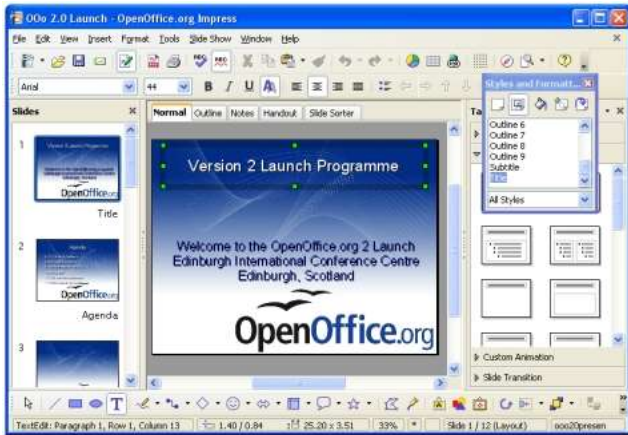 OOo 2.0 Launch - OpenOffice.org Impress
File Edit View Insert Format Tools Slide Show Window Help
Arial
44
B I U A
Slides
1
Title
2
Agenda
OpenOffice.org
Agenda
3
Normal Outline Notes Handout Slide Sorter
Version 2 Launch Programme
Welcome to the OpenOffice.org 2 Launch
Edinburgh International Conference Centre
Edinburgh, Scotland
OpenOffice.org
Styles and Formatt...
Outline 6
Outline 7
Outline 8
Outline 9
Subtitle
Title
All Styles
Custom Animation
Slide Transition
TextEdit: Paragraph 1, Row 1, Column 13
1.40 / 0.84
25.20 x 3.51
33%
*
Slide 1 / 12 (Layout)
ooo20presen